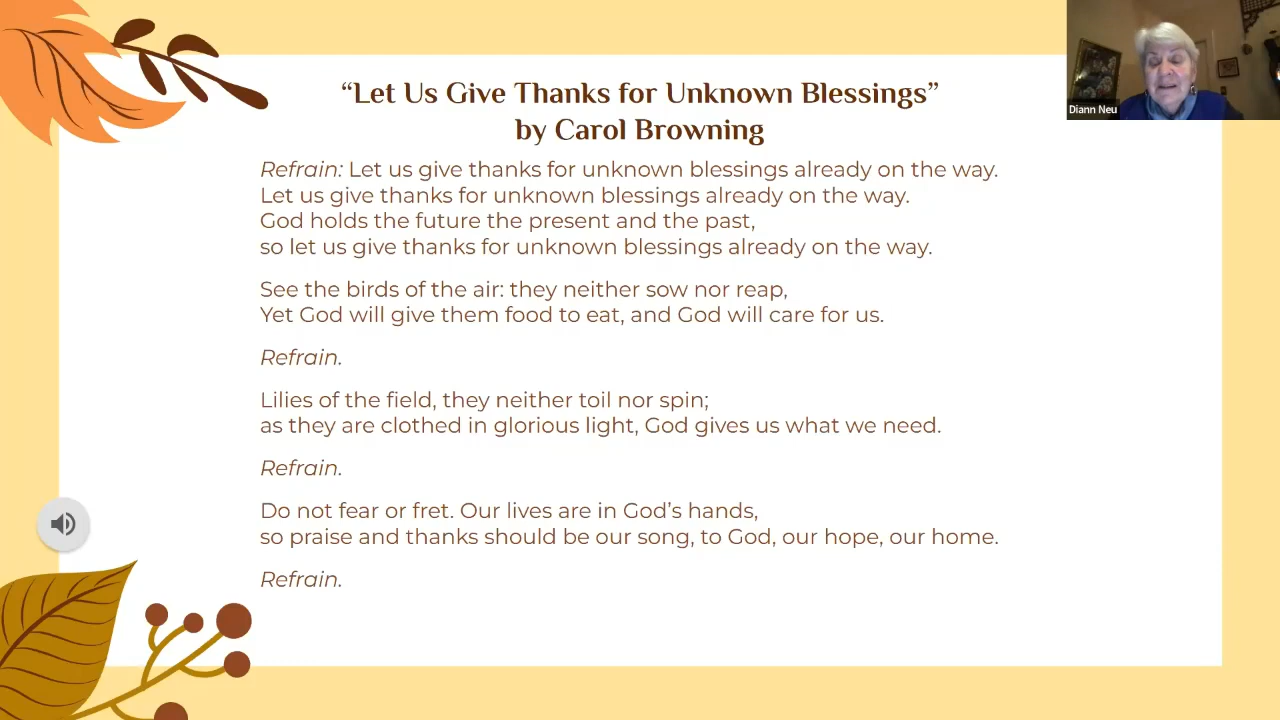 “Let Us Give Thanks for Unknown Blessings”
by Carol Browning
Refrain: Let us give thanks for unknown blessings already on the way.
Let us give thanks for unknown blessings already on the way.
God holds the future the present and the past,
so let us give thanks for unknown blessings already on the way.
See the birds of the air: they neither sow nor reap,
Yet God will give them food to eat, and God will care for us.
Refrain.
Lilies of the field, they neither toil nor spin;
as they are clothed in glorious light, God gives us what we need.
Refrain.
Do not fear or fret. Our lives are in God’s hands,
so praise and thanks should be our song, to God, our hope, our home.
Refrain.
Diann Neu